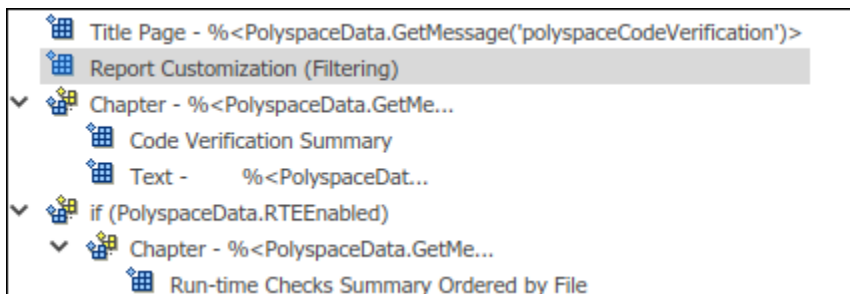 Title Page - %<PolyspaceData.GetMessage('polyspaceCodeVerification')>
Report Customization (Filtering)
Chapter - %<PolyspaceData.GetMe...
Code Verification Summary
Text - %<PolyspaceDat...
if (PolyspaceData.RTEEnabled)
Chapter - %<PolyspaceData.GetMe...
Run-time Checks Summary Ordered by File